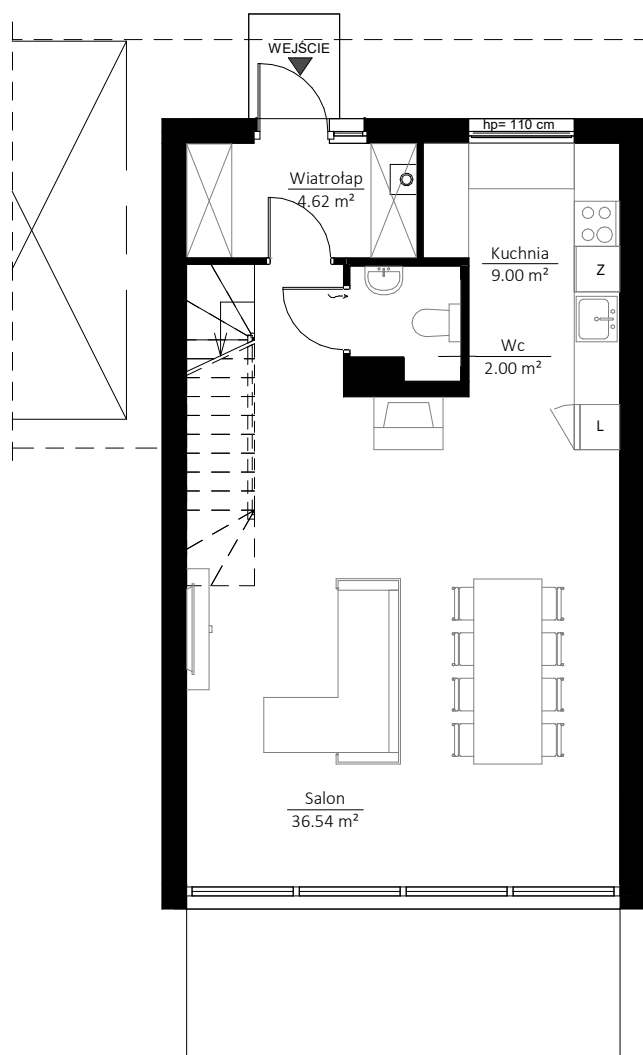 WEJŚCIE
hp= 110 cm
Wiatrołap
4.62 m²
Kuchnia
9.00 m²
Z
Wc
2.00 m²
L
Salon
36.54 m²